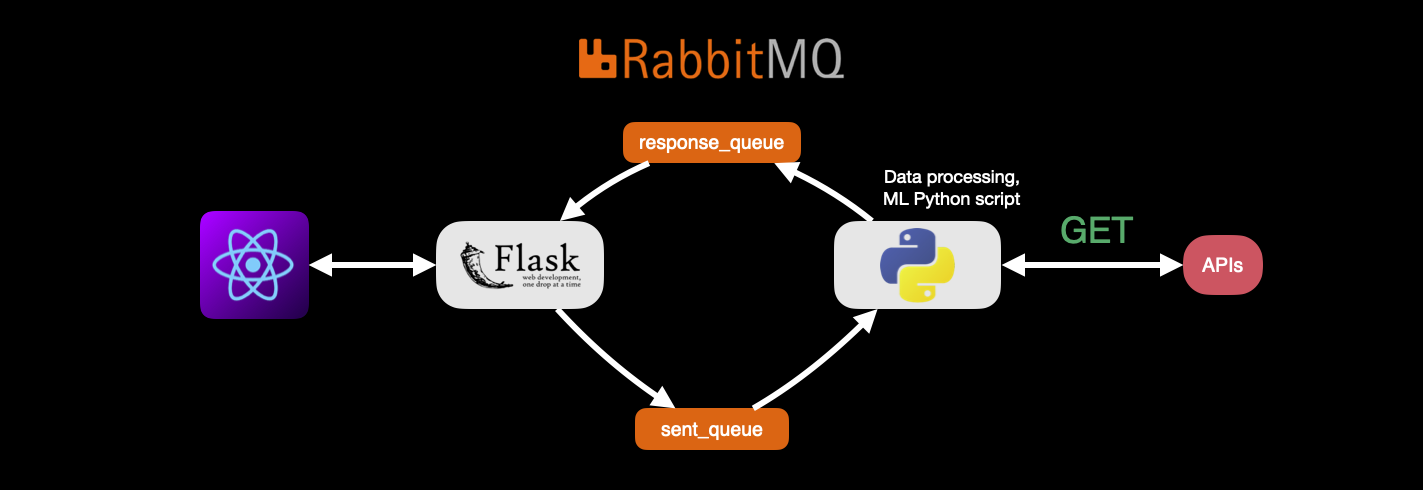 RabbitMQ
response_queue
Data processing,
ML Python script
GET
Flask
web development,
one drop at a time
APIs
sent_queue